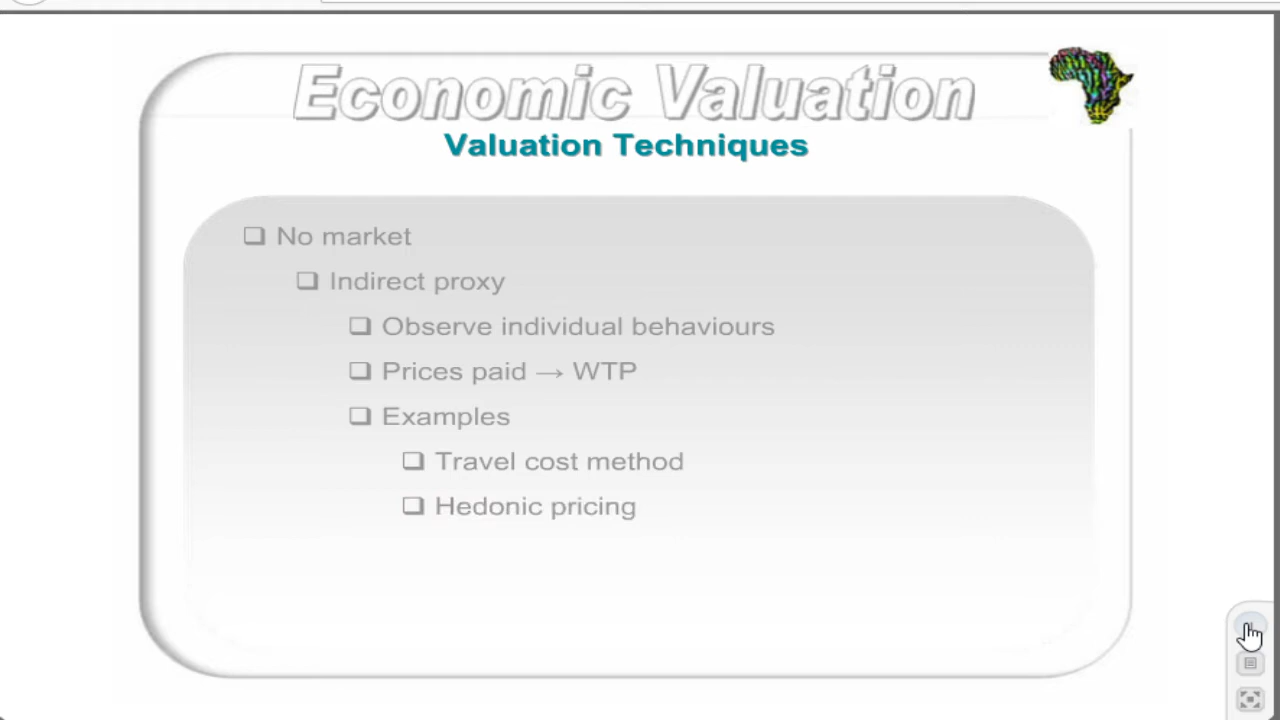 Economic Valuation
Valuation Techniques
No market
Indirect proxy
Observe individual behaviours
Prices paid → WTP
Examples
Travel cost method
Hedonic pricing